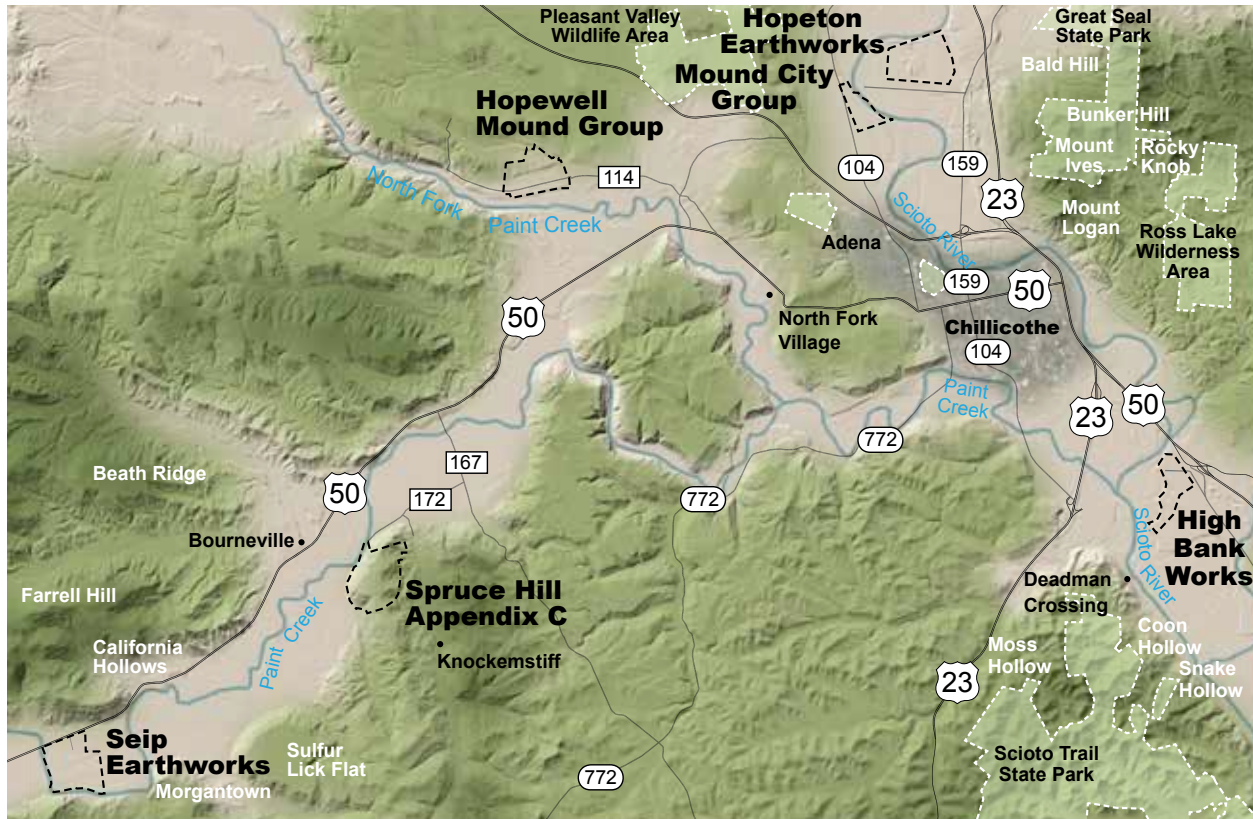 Pleasant Valley
Wildlife Area
Hopeton
Earthworks
Great Seal
State Park
Bald Hill
Mound City
Group
Hopewell
Mound Group
Bunker Hill
Mount
Ives
Rocky
Knob
104
159
114
23
North Fork
Paint Creek
Scioto River
Mount
Logan
Adena
Ross Lake
Wilderness
Area
159
50
50
North Fork
Village
Chillicothe
104
Paint
Creek
23
50
772
167
Beath Ridge
50
172
772
High
Bank
Works
Scioto River
Bourneville
Spruce Hill
Appendix C
Deadman
Crossing
Farrell Hill
Paint Creek
California
Hollows
Knockemstiff
Moss
Hollow
Coon
Hollow
Snake
Hollow
23
Seip
Earthworks
Sulfur
Lick Flat
Morgantown
772
Scioto Trail
State Park